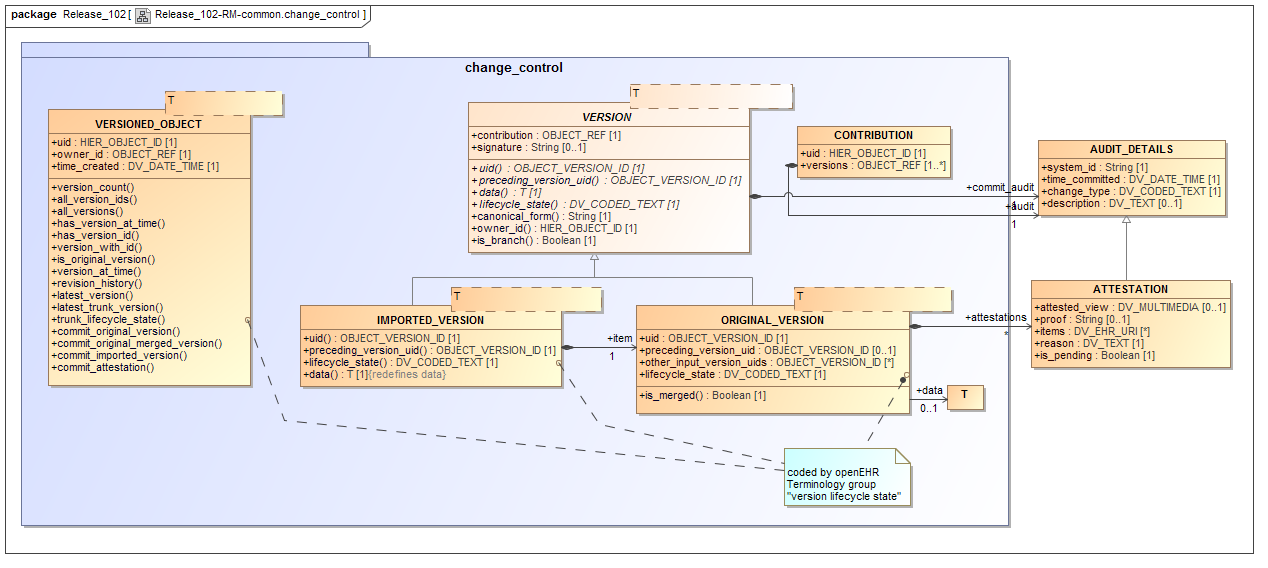 package Release_102 [ Release_102-RM-common.change_control ]
change_control
T
VERSIONED_OBJECT
+uid : HIER_OBJECT_ID [1]
+owner_id : OBJECT_REF [1]
+time_created : DV_DATE_TIME [1]
+version_count()
+all_version_ids()
+all_versions()
+has_version_at_time()
+has_version_id()
+version_with_id()
+is_original_version()
+version_at_time()
+revision_history()
+latest_version()
+latest_trunk_version()
+trunk_lifecycle_state()
+commit_original_version()
+commit_original_merged_version()
+commit_imported_version()
+commit_attestation()
T
VERSION
+contribution : OBJECT_REF [1]
+signature : String [0..1]
+uid() : OBJECT_VERSION_ID [1]
+preceding_version_uid() : OBJECT_VERSION_ID [1]
+data() : T [1]
+lifecycle_state() : DV_CODED_TEXT [1]
+canonical_form() : String [1]
+owner_id() : HIER_OBJECT_ID [1]
+is_branch() : Boolean [1]
CONTRIBUTION
+uid : HIER_OBJECT_ID [1]
+versions : OBJECT_REF [1..*]
+commit_audit
1
+audit
1
AUDIT_DETAILS
+system_id : String [1]
+time_committed : DV_DATE_TIME [1]
+change_type : DV_CODED_TEXT [1]
+description : DV_TEXT [0..1]
T
IMPORTED_VERSION
+uid() : OBJECT_VERSION_ID [1]
+preceding_version_uid() : OBJECT_VERSION_ID [1]
+lifecycle_state() : DV_CODED_TEXT [1]
+data() : T [1]{redefines data}
+item
1
T
ORIGINAL_VERSION
+uid : OBJECT_VERSION_ID [1]
+preceding_version_uid : OBJECT_VERSION_ID [0..1]
+other_input_version_uids : OBJECT_VERSION_ID [*]
+lifecycle_state : DV_CODED_TEXT [1]
+is_merged() : Boolean [1]
+attestations
*
+data
0..1
T
ATTESTATION
+attested_view : DV_MULTIMEDIA [0..1]
+proof : String [0..1]
+items : DV_EHR_URI [*]
+reason : DV_TEXT [1]
+is_pending : Boolean [1]
coded by openEHR
Terminology group
"version lifecycle state"